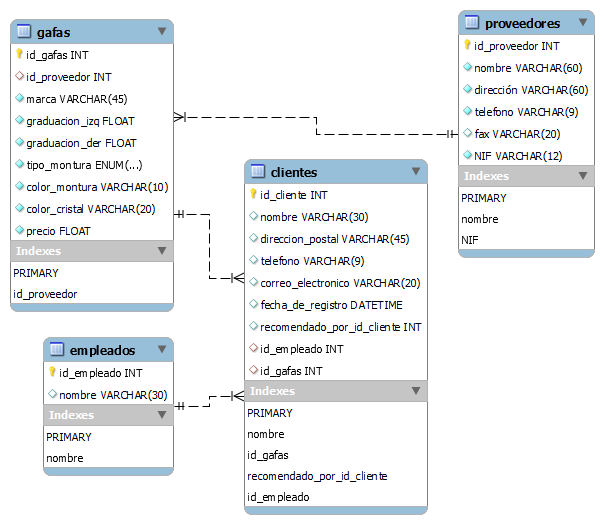 gafas
id_gafas INT
id_proveedor INT
marca VARCHAR(45)
graduacion_izq FLOAT
graduacion_der FLOAT
tipo_montura ENUM(...)
color_montura VARCHAR(10)
color_cristal VARCHAR(20)
precio FLOAT
Indexes
PRIMARY
id_proveedor
proveedores
id_proveedor INT
nombre VARCHAR(60)
dirección VARCHAR(60)
telefono VARCHAR(9)
fax VARCHAR(20)
NIF VARCHAR(12)
Indexes
PRIMARY
nombre
NIF
clientes
id_cliente INT
nombre VARCHAR(30)
direccion_postal VARCHAR(45)
telefono VARCHAR(9)
correo_electronico VARCHAR(20)
fecha_de_registro DATETIME
recomendado_por_id_cliente INT
id_empleado INT
id_gafas INT
Indexes
PRIMARY
nombre
id_gafas
recomendado_por_id_cliente
id_empleado
empleados
id_empleado INT
nombre VARCHAR(30)
Indexes
PRIMARY
nombre